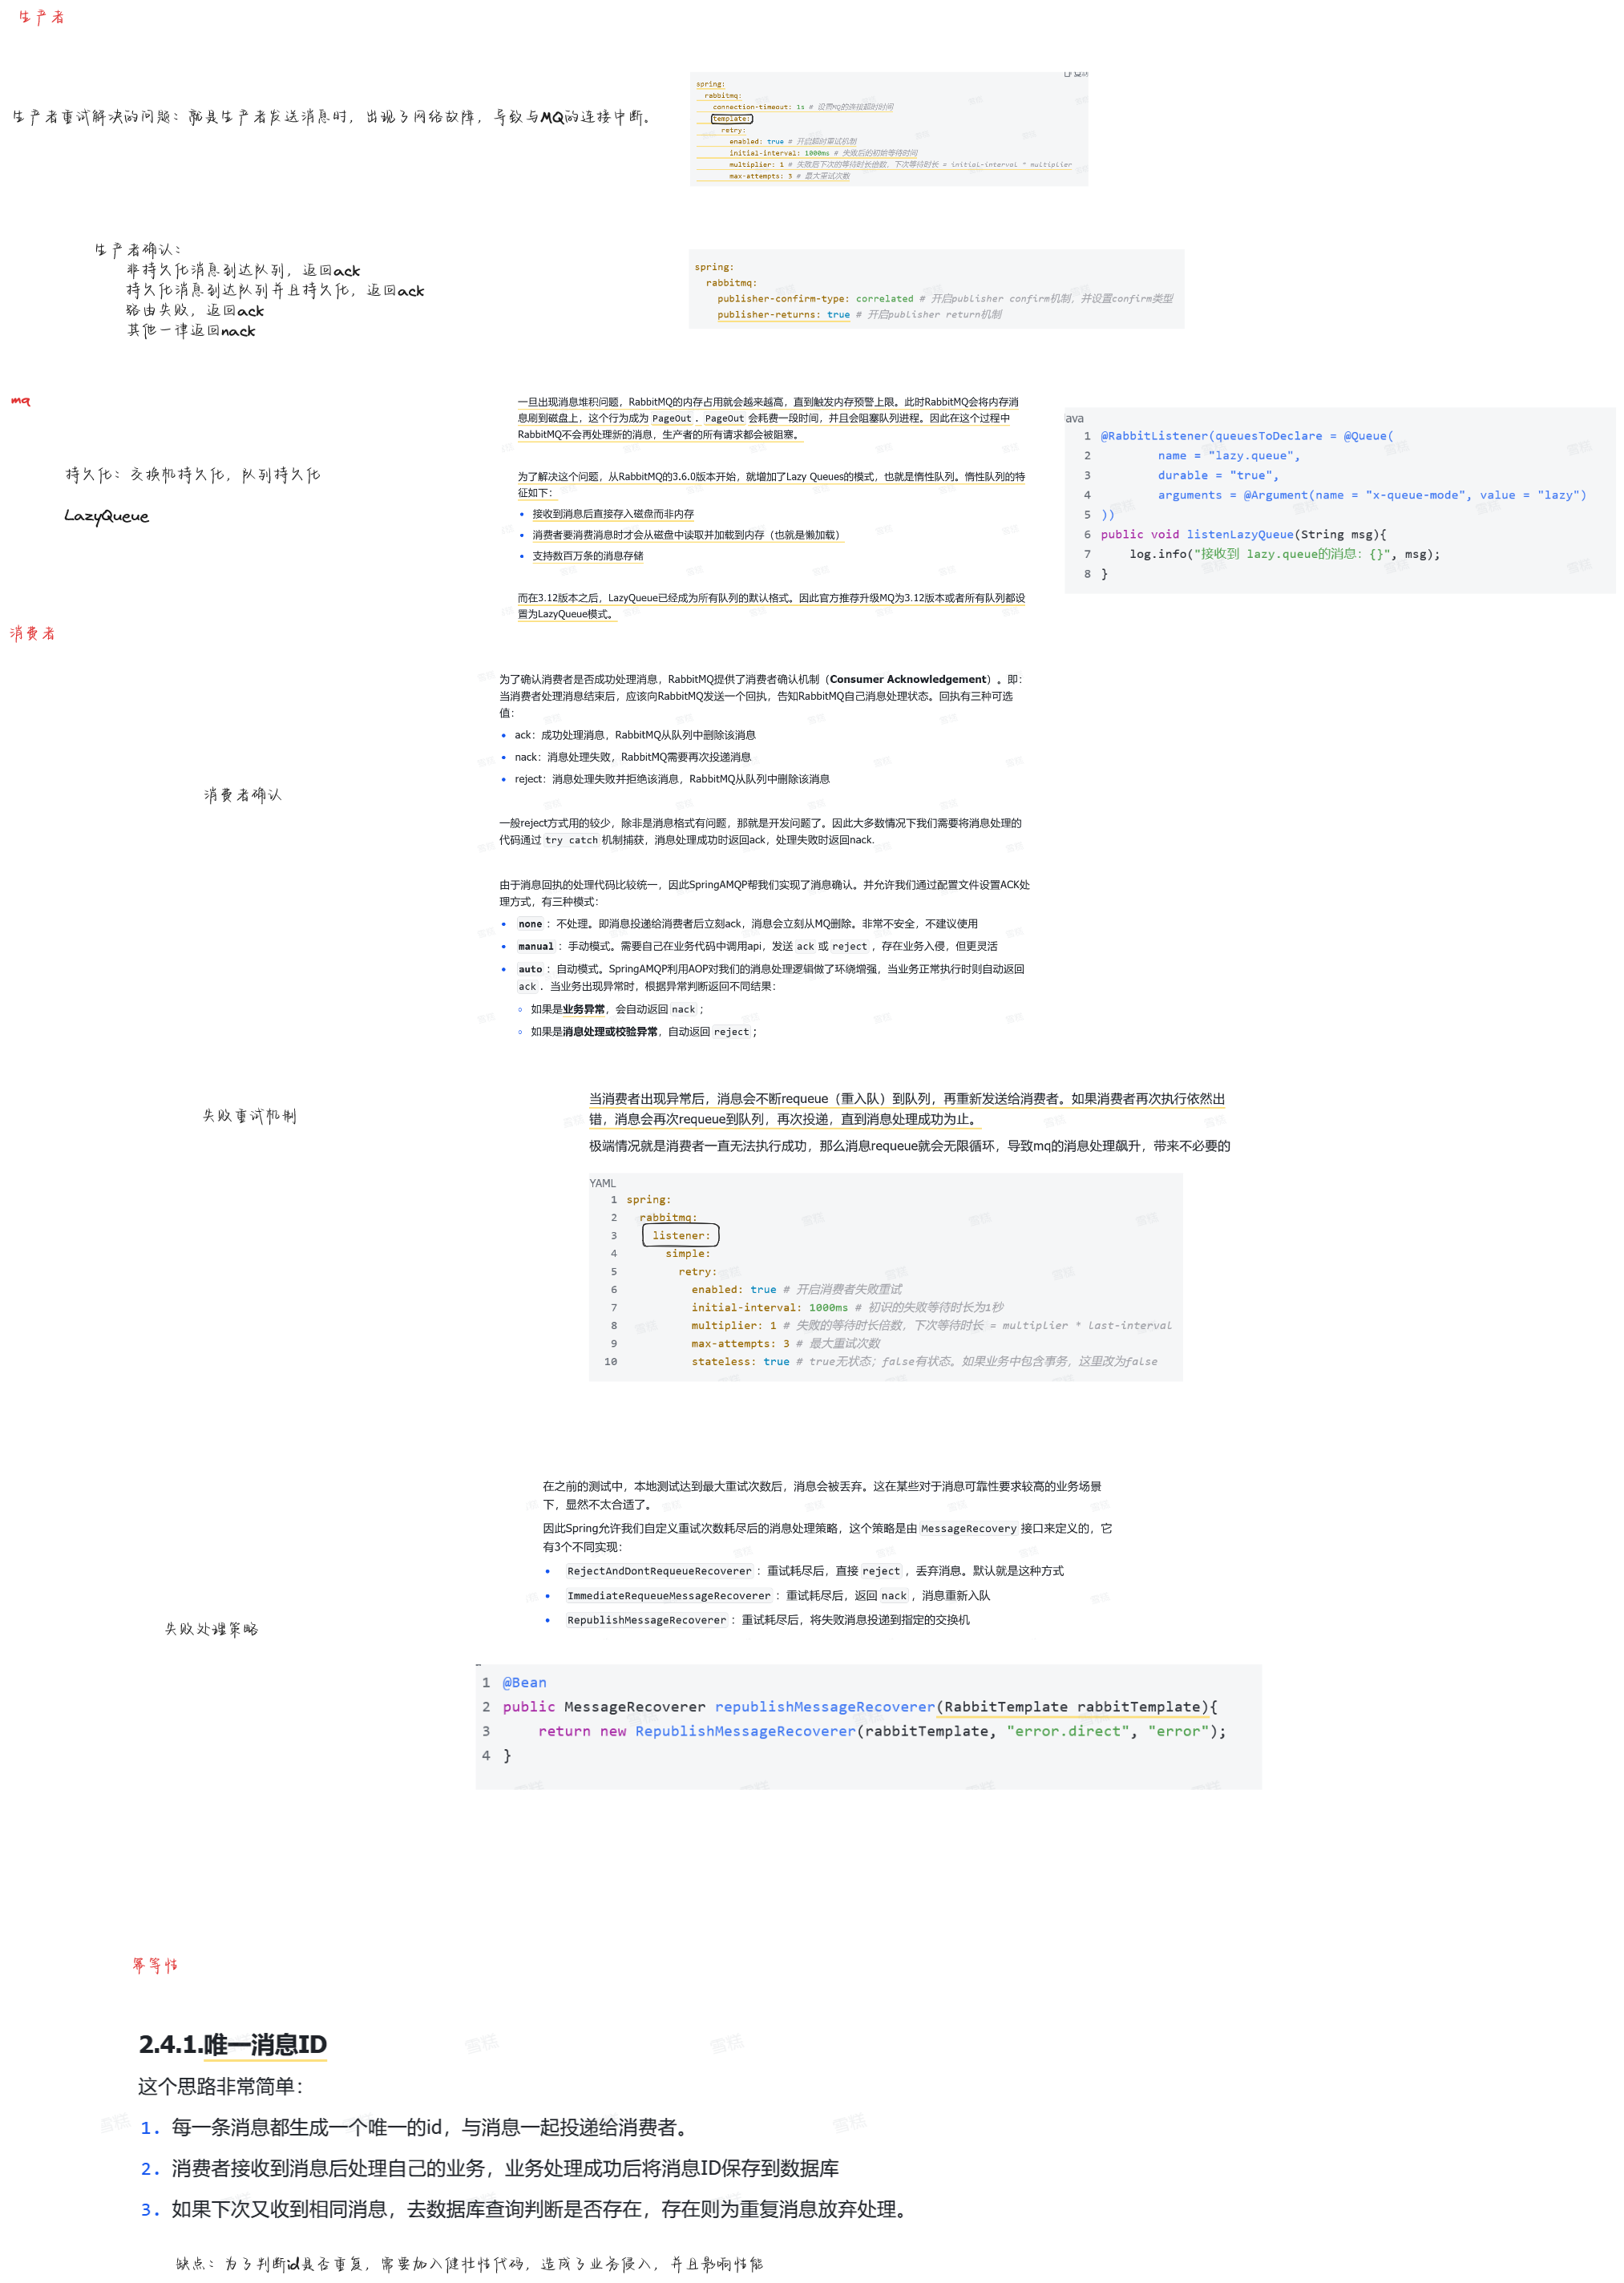 生产者
生产者重试解决的问题：就是生产者发送消息时，出现了网络故障，导致与MQ的连接中断。
spring:
rabbitmq:
connection-timeout: 1s # 设置MQ的连接超时时间
template:
retry:
enabled: true # 开启超时重试机制
initial-interval: 1000ms # 失败后的初始等待时间
multiplier: 1 # 失败后下次的等待时长倍数，下次等待时长 = initial-interval * multiplier
max-attempts: 3 # 最大重试次数
生产者确认：
非持久化消息到达队列，返回ack
持久化消息到达队列并且持久化，返回ack
路由失败，返回ack
其他一律返回nack
spring:
rabbitmq:
publisher-confirm-type: correlated # 开启publisher confirm机制，并设置confirm类型
publisher-returns: true # 开启publisher return机制
mq
持久化：交换机持久化，队列持久化
LazyQueue
一旦出现消息堆积问题，RabbitMQ的内存占用就会越来越高，直到触发内存预警上限。此时RabbitMQ会将内存消
息刷到磁盘上，这个行为成为 PageOut . PageOut 会耗费一段时间，并且会阻塞队列进程。因此在这个过程中
RabbitMQ不会再处理新的消息，生产者的所有请求都会被阻塞。
为了解决这个问题，从RabbitMQ的3.6.0版本开始，就增加了Lazy Queues的模式，也就是惰性队列。惰性队列的特
征如下：
• 接收到消息后直接存入磁盘而非内存
• 消费者要消费消息时才会从磁盘中读取并加载到内存（也就是懒加载）
• 支持数百万条的消息存储
而在3.12版本之后，LazyQueue已经成为所有队列的默认格式。因此官方推荐升级MQ为3.12版本或者所有队列都设
置为LazyQueue模式。
Java
1 @RabbitListener(queuesToDeclare = @Queue(
2 name = "lazy.queue",
3 durable = "true",
4 arguments = @Argument(name = "x-queue-mode", value = "lazy")
5 ))
6 public void listenLazyQueue(String msg){
7 log.info("接收到 lazy.queue的消息：{}", msg);
8 }
消费者
消费者确认
为了确认消费者是否成功处理消息，RabbitMQ提供了消费者确认机制（Consumer Acknowledgement）。即：
当消费者处理消息结束后，应该向RabbitMQ发送一个回执，告知RabbitMQ自己消息处理状态。回执有三种可选
值：
• ack：成功处理消息，RabbitMQ从队列中删除该消息
• nack：消息处理失败，RabbitMQ需要再次投递消息
• reject：消息处理失败并拒绝该消息，RabbitMQ从队列中删除该消息
一般reject方式用的较少，除非是消息格式有问题，那就是开发问题了。因此大多数情况下我们需要将消息处理的
代码通过 try catch 机制捕获，消息处理成功时返回ack，处理失败时返回nack.
由于消息回执的处理代码比较统一，因此SpringAMQP帮我们实现了消息确认。并允许我们通过配置文件设置ACK处
理方式，有三种模式：
• none ：不处理。即消息投递给消费者后立刻ack，消息会立刻从MQ删除。非常不安全，不建议使用
• manual ：手动模式。需要自己在业务代码中调用api，发送 ack 或 reject ，存在业务入侵，但更灵活
• auto ：自动模式。SpringAMQP利用AOP对我们的消息处理逻辑做了环绕增强，当业务正常执行时则自动返回
ack . 当业务出现异常时，根据异常判断返回不同结果：
◦ 如果是业务异常，会自动返回 nack ；
◦ 如果是消息处理或校验异常，自动返回 reject ；
失败重试机制
当消费者出现异常后，消息会不断requeue（重入队）到队列，再重新发送给消费者。如果消费者再次执行依然出
错，消息会再次requeue到队列，再次投递，直到消息处理成功为止。
极端情况就是消费者一直无法执行成功，那么消息requeue就会无限循环，导致mq的消息处理飙升，带来不必要的
YAML
1 spring:
2 rabbitmq:
3 listener:
4 simple:
5 retry:
6 enabled: true # 开启消费者失败重试
7 initial-interval: 1000ms # 初识的失败等待时长为1秒
8 multiplier: 1 # 失败的等待时长倍数，下次等待时长 = multiplier * last-interval
9 max-attempts: 3 # 最大重试次数
10 stateless: true # true无状态；false有状态。如果业务中包含事务，这里改为false
失败处理策略
在之前的测试中，本地测试达到最大重试次数后，消息会被丢弃。这在某些对于消息可靠性要求较高的业务场景
下，显然不太合适了。
因此Spring允许我们自定义重试次数耗尽后的消息处理策略，这个策略是由 MessageRecovery 接口来定义的，它
有3个不同实现：
• RejectAndDontRequeueRecoverer ：重试耗尽后，直接 reject ，丢弃消息。默认就是这种方式
• ImmediateRequeueMessageRecoverer ：重试耗尽后，返回 nack ，消息重新入队
• RepublishMessageRecoverer ：重试耗尽后，将失败消息投递到指定的交换机
1 @Bean
2 public MessageRecoverer republishMessageRecoverer(RabbitTemplate rabbitTemplate){
3 return new RepublishMessageRecoverer(rabbitTemplate, "error.direct", "error");
4 }
幂等性
2.4.1.唯一消息ID
这个思路非常简单：
1. 每一条消息都生成一个唯一的id，与消息一起投递给消费者。
2. 消费者接收到消息后处理自己的业务，业务处理成功后将消息ID保存到数据库
3. 如果下次又收到相同消息，去数据库查询判断是否存在，存在则为重复消息放弃处理。
缺点：为了判断id是否重复，需要加入健壮性代码，造成了业务侵入，并且影响性能